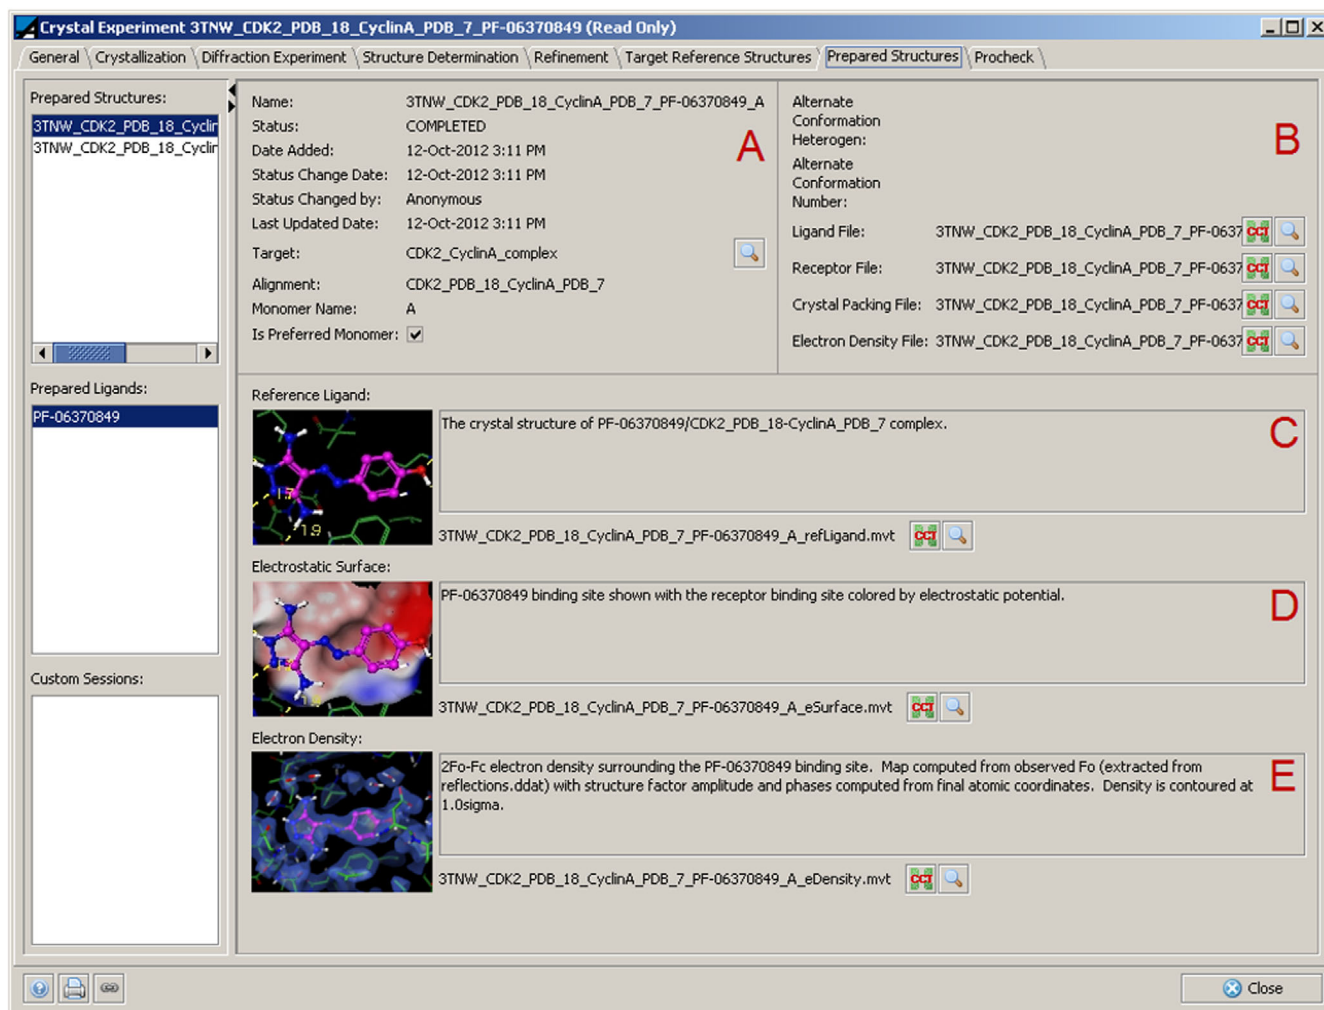 Crystal Experiment 3TNW_CDK2_PDB_18_CyclinA_PDB_7_PF-06370849 (Read Only)
General Crystallization Diffraction Experiment Structure Determination Refinement Target Reference Structures Prepared Structures Procheck
Prepared Structures:
3TNW_CDK2_PDB_18_Cyclir
3TNW_CDK2_PDB_18_Cyclir
Prepared Ligands:
PF-06370849
Custom Sessions:
Name: 3TNW_CDK2_PDB_18_CyclinA_PDB_7_PF-06370849_A
Status: COMPLETED
Date Added: 12-Oct-2012 3:11 PM
Status Change Date: 12-Oct-2012 3:11 PM
Status Changed by: Anonymous
Last Updated Date: 12-Oct-2012 3:11 PM
Target: CDK2_CyclinA_complex
Alignment: CDK2_PDB_18_CyclinA_PDB_7
Monomer Name: A
Is Preferred Monomer:
A
Alternate
Conformation
Heterogen:
Alternate
Conformation
Number:
Ligand File: 3TNW_CDK2_PDB_18_CyclinA_PDB_7_PF-0637 CCT
Receptor File: 3TNW_CDK2_PDB_18_CyclinA_PDB_7_PF-0637 CCT
Crystal Packing File: 3TNW_CDK2_PDB_18_CyclinA_PDB_7_PF-0637 CCT
Electron Density File: 3TNW_CDK2_PDB_18_CyclinA_PDB_7_PF-0637 CCT
B
Reference Ligand:
1.7
1.9
The crystal structure of PF-06370849/CDK2_PDB_18-CyclinA_PDB_7 complex.
C
3TNW_CDK2_PDB_18_CyclinA_PDB_7_PF-06370849_A_refLigand.mvt CCT
Electrostatic Surface:
PF-06370849 binding site shown with the receptor binding site colored by electrostatic potential.
D
3TNW_CDK2_PDB_18_CyclinA_PDB_7_PF-06370849_A_eSurface.mvt CCT
Electron Density:
2Fo-Fc electron density surrounding the PF-06370849 binding site. Map computed from observed Fo (extracted from
reflections.ddat) with structure factor amplitude and phases computed from final atomic coordinates. Density is contoured at
1.0sigma.
E
3TNW_CDK2_PDB_18_CyclinA_PDB_7_PF-06370849_A_eDensity.mvt CCT
Close